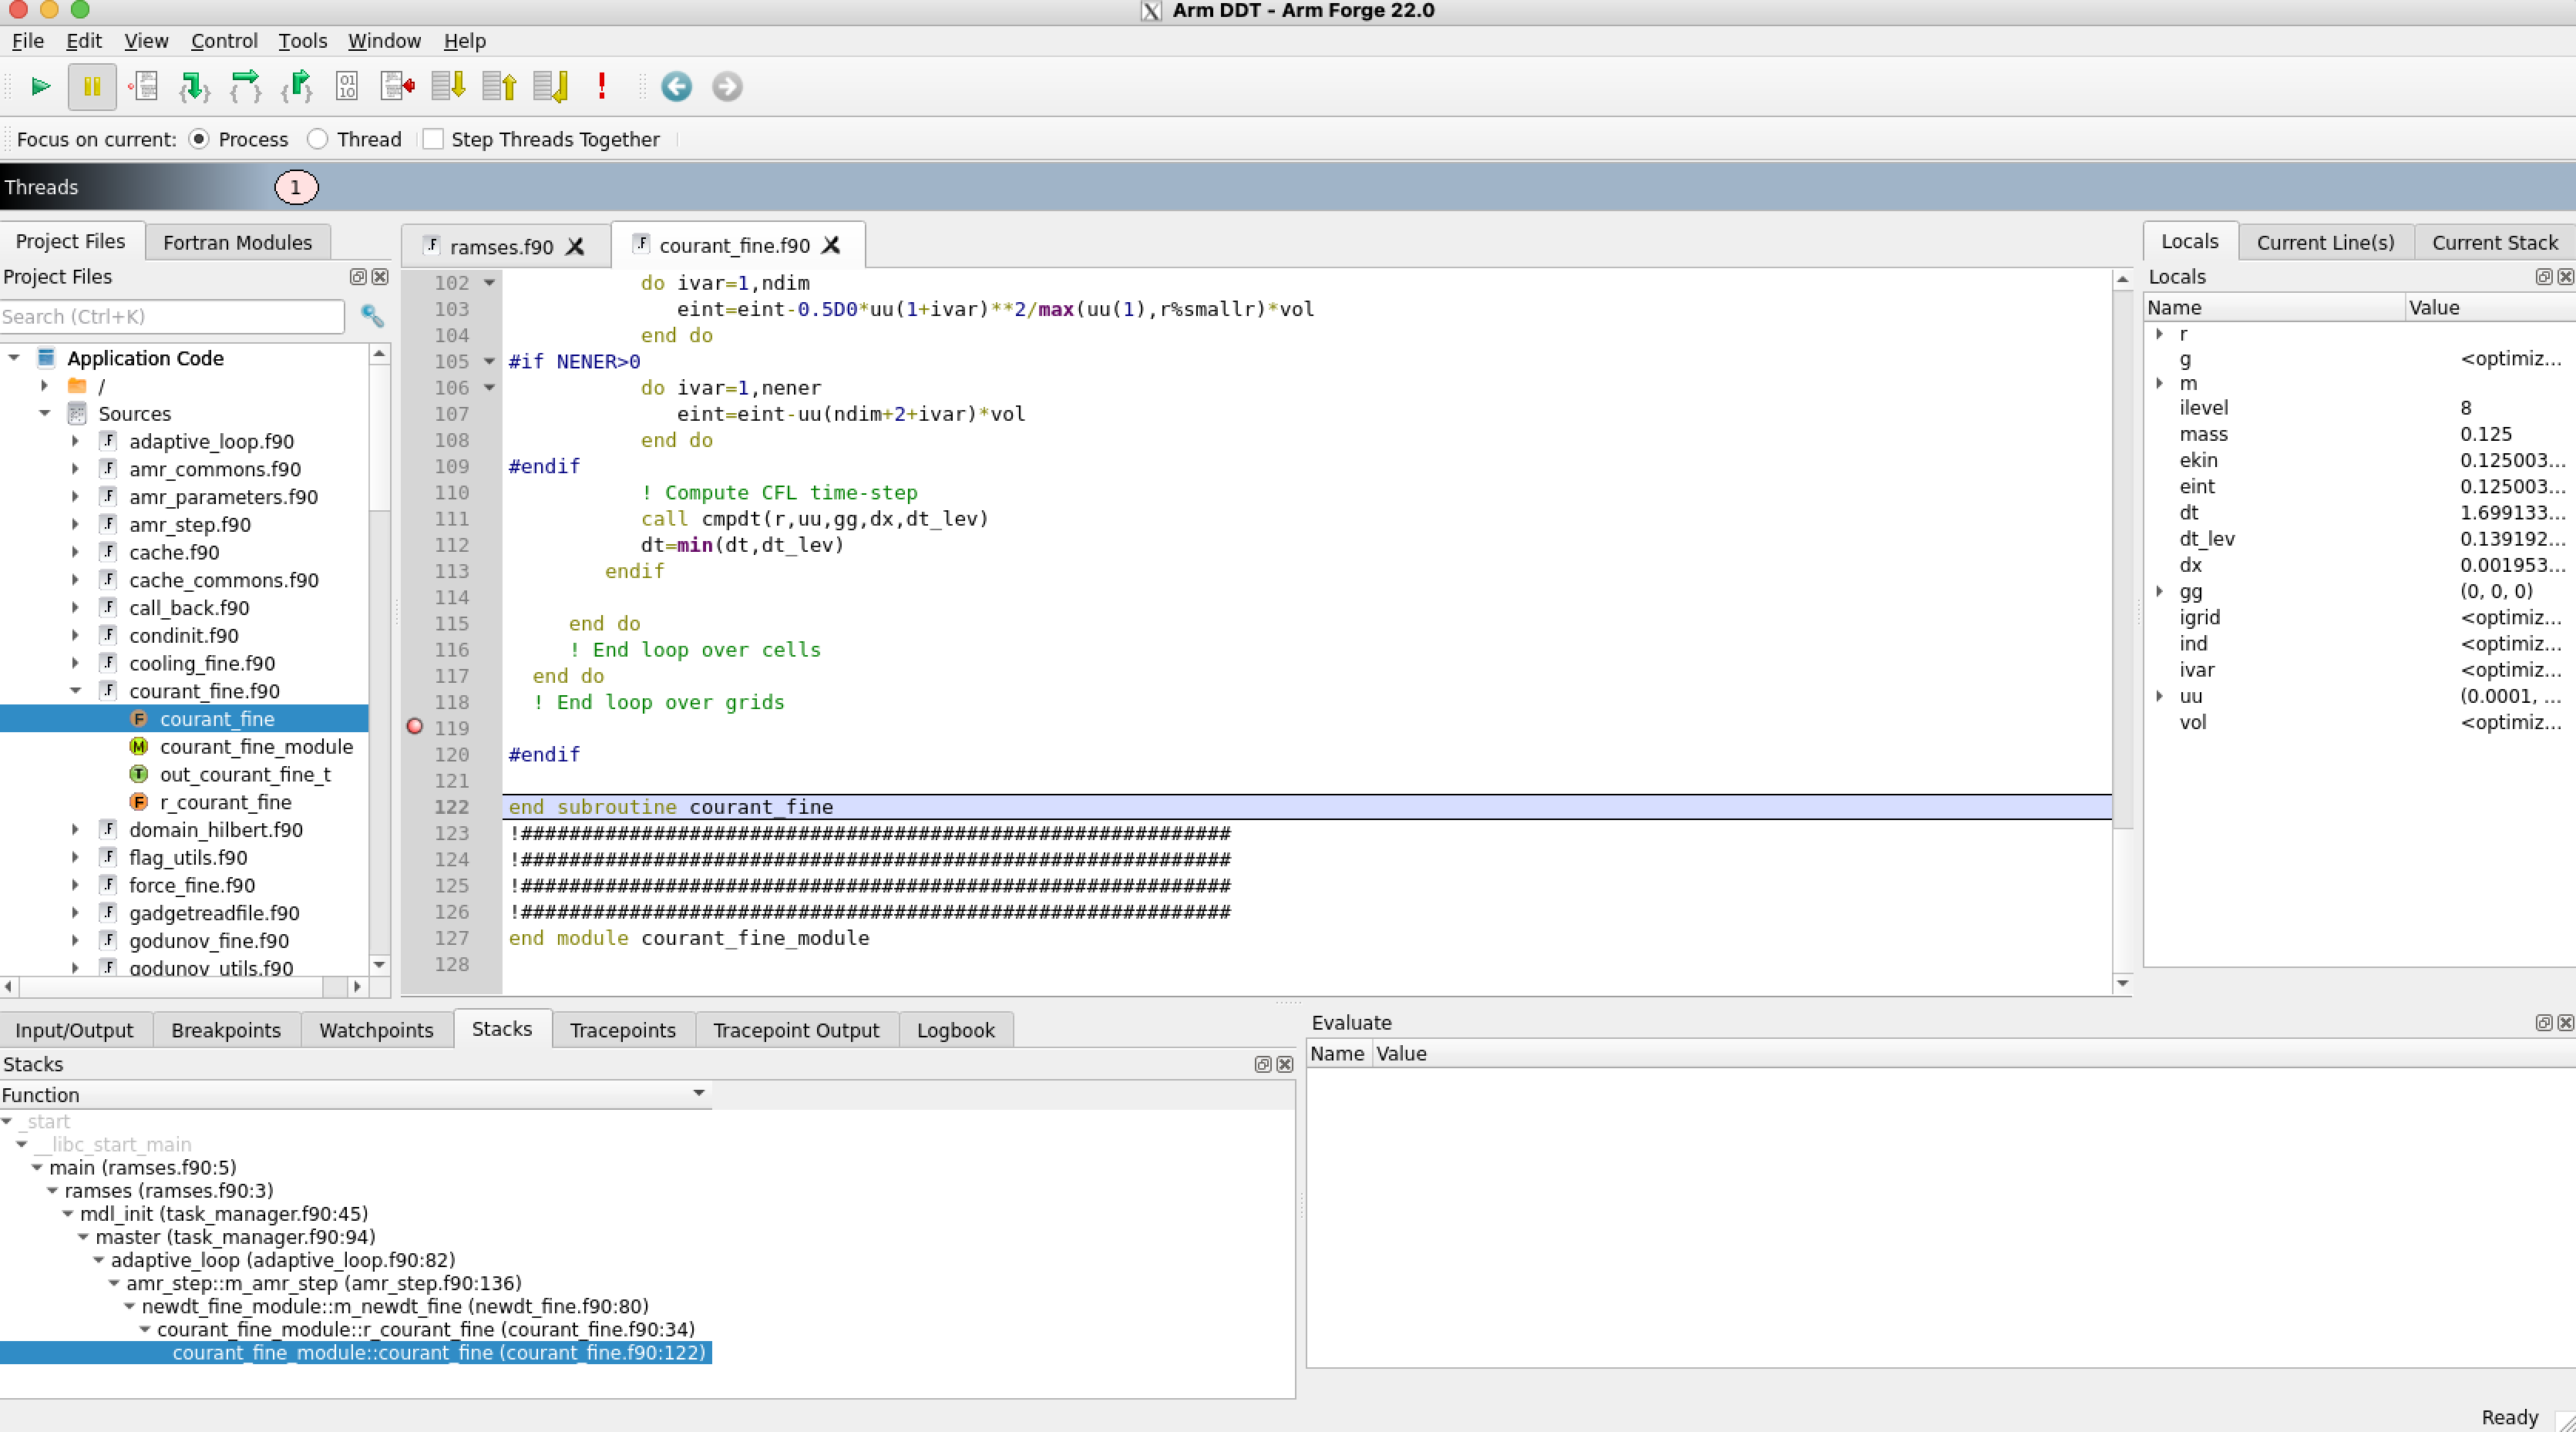 Arm DDT - Arm Forge 22.0
File Edit View Control Tools Window Help
Focus on current: Process Thread Step Threads Together
Threads 1
Project Files Fortran Modules
Project Files
Search (Ctrl+K)
Application Code
/
Sources
adaptive_loop.f90
amr_commons.f90
amr_parameters.f90
amr_step.f90
cache.f90
cache_commons.f90
call_back.f90
condinit.f90
cooling_fine.f90
courant_fine.f90
courant_fine
courant_fine_module
out_courant_fine_t
r_courant_fine
domain_hilbert.f90
flag_utils.f90
force_fine.f90
gadgetreadfile.f90
godunov_fine.f90
godunov_utils.f90
ramses.f90 courant_fine.f90
102 do ivar=1,ndim
103 eint=eint-0.5D0*uu(1+ivar)**2/max(uu(1),r%smallr)*vol
104 end do
105 #if NENER>0
106 do ivar=1,nener
107 eint=eint-uu(ndim+2+ivar)*vol
108 end do
109 #endif
110 ! Compute CFL time-step
111 call cmpdt(r,uu,gg,dx,dt_lev)
112 dt=min(dt,dt_lev)
113 endif
114
115 end do
116 ! End loop over cells
117 end do
118 ! End loop over grids
119
120 #endif
121
122 end subroutine courant_fine
123 !###########################################################
124 !###########################################################
125 !###########################################################
126 !###########################################################
127 end module courant_fine_module
128
Locals Current Line(s) Current Stack
Locals
Name Value
r
g <optimiz...
m
ilevel 8
mass 0.125
ekin 0.125003...
eint 0.125003...
dt 1.699133...
dt_lev 0.139192...
dx 0.001953...
gg (0, 0, 0)
igrid <optimiz...
ind <optimiz...
ivar <optimiz...
uu (0.0001, ...
vol <optimiz...
Input/Output Breakpoints Watchpoints Stacks Tracepoints Tracepoint Output Logbook
Stacks
Function
_start
__libc_start_main
main (ramses.f90:5)
ramses (ramses.f90:3)
mdl_init (task_manager.f90:45)
master (task_manager.f90:94)
adaptive_loop (adaptive_loop.f90:82)
amr_step::m_amr_step (amr_step.f90:136)
newdt_fine_module::m_newdt_fine (newdt_fine.f90:80)
courant_fine_module::r_courant_fine (courant_fine.f90:34)
courant_fine_module::courant_fine (courant_fine.f90:122)
Evaluate
Name Value
Ready